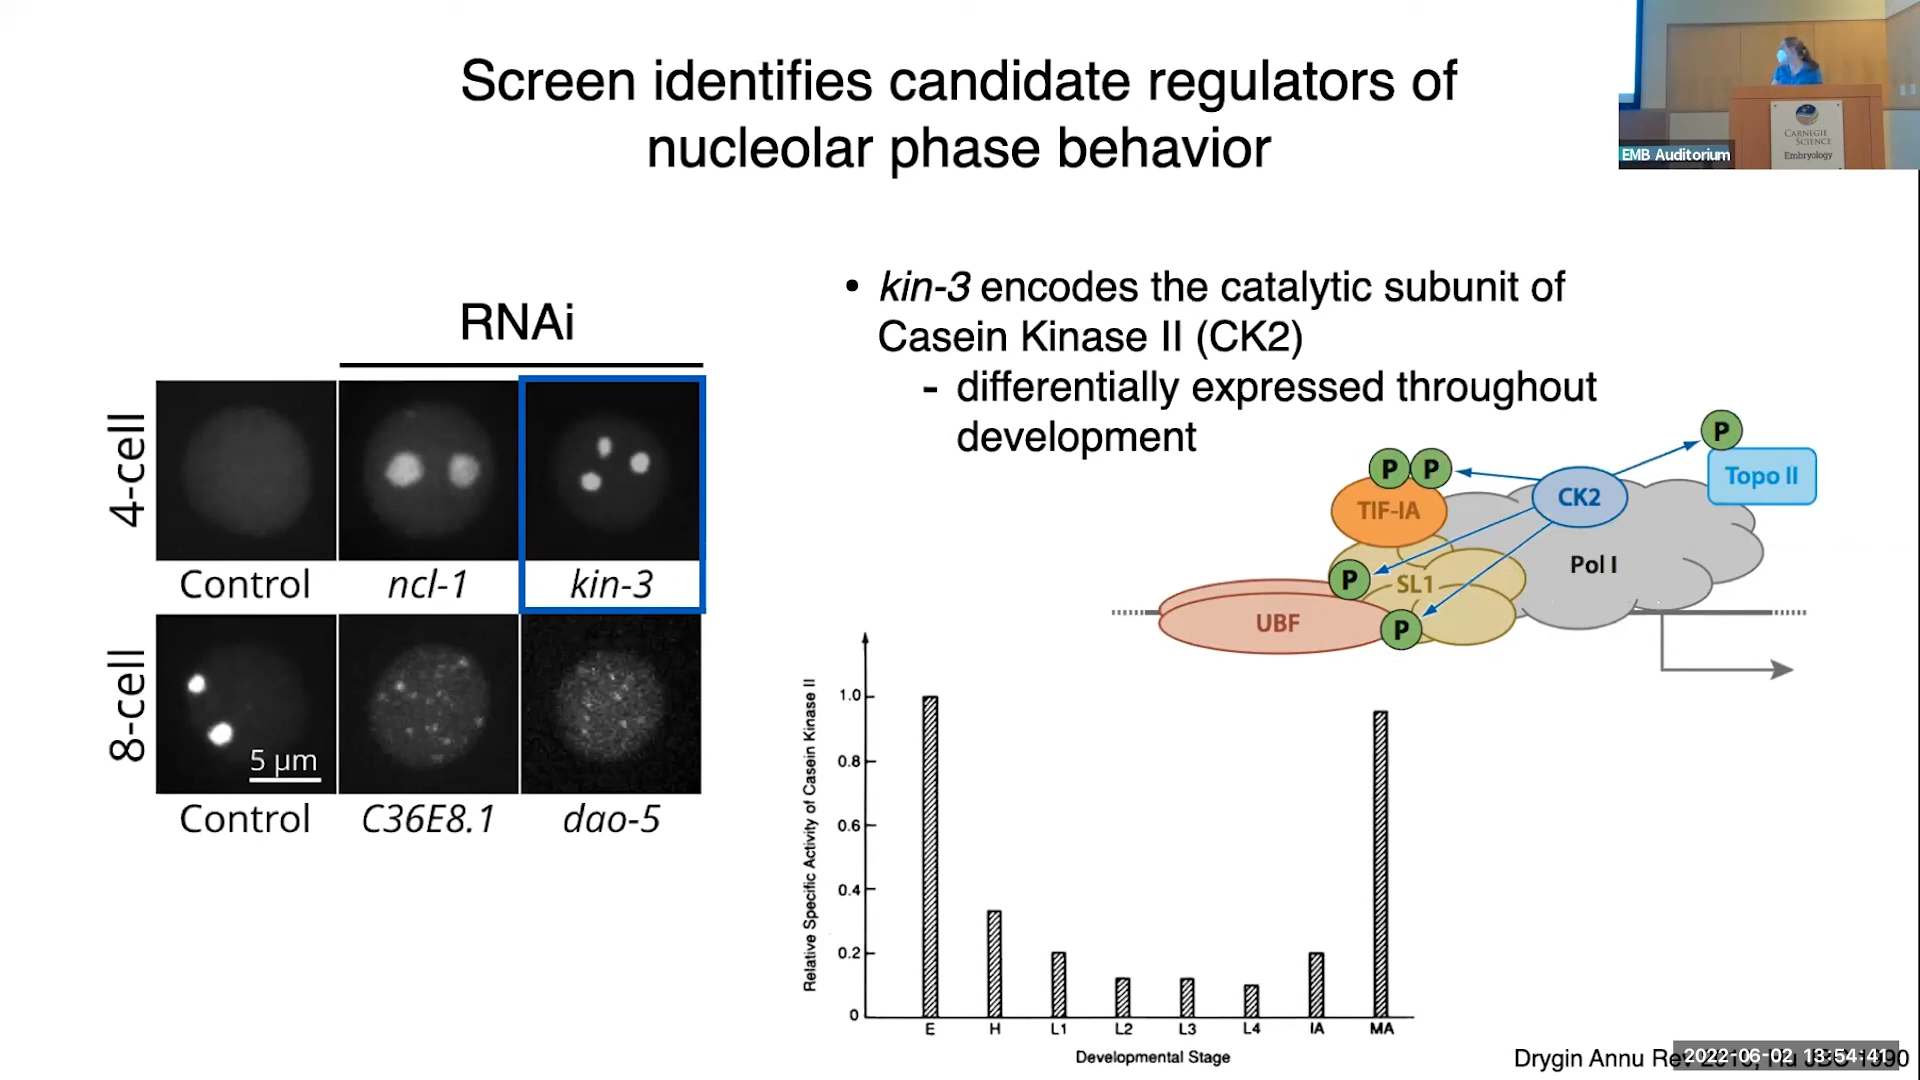 Screen identifies candidate regulators of
nucleolar phase behavior
CARNEGIE
SCIENCE
Embryology
EMB Auditorium
RNAi
4-cell
Control
ncl-1
kin-3
8-cell
5 μm
Control
C36E8.1
dao-5
• kin-3 encodes the catalytic subunit of
Casein Kinase II (CK2)
- differentially expressed throughout
development
P
P P
Topo II
CK2
TIF-IA
Pol I
P
SL1
UBF
P
Relative Specific Activity of Casein Kinase II
1.0
0.8
0.6
0.4
0.2
0
E H L1 L2 L3 L4 IA MA
Developmental Stage
Drygin Annu Rev
2022-06-02 13:54:41